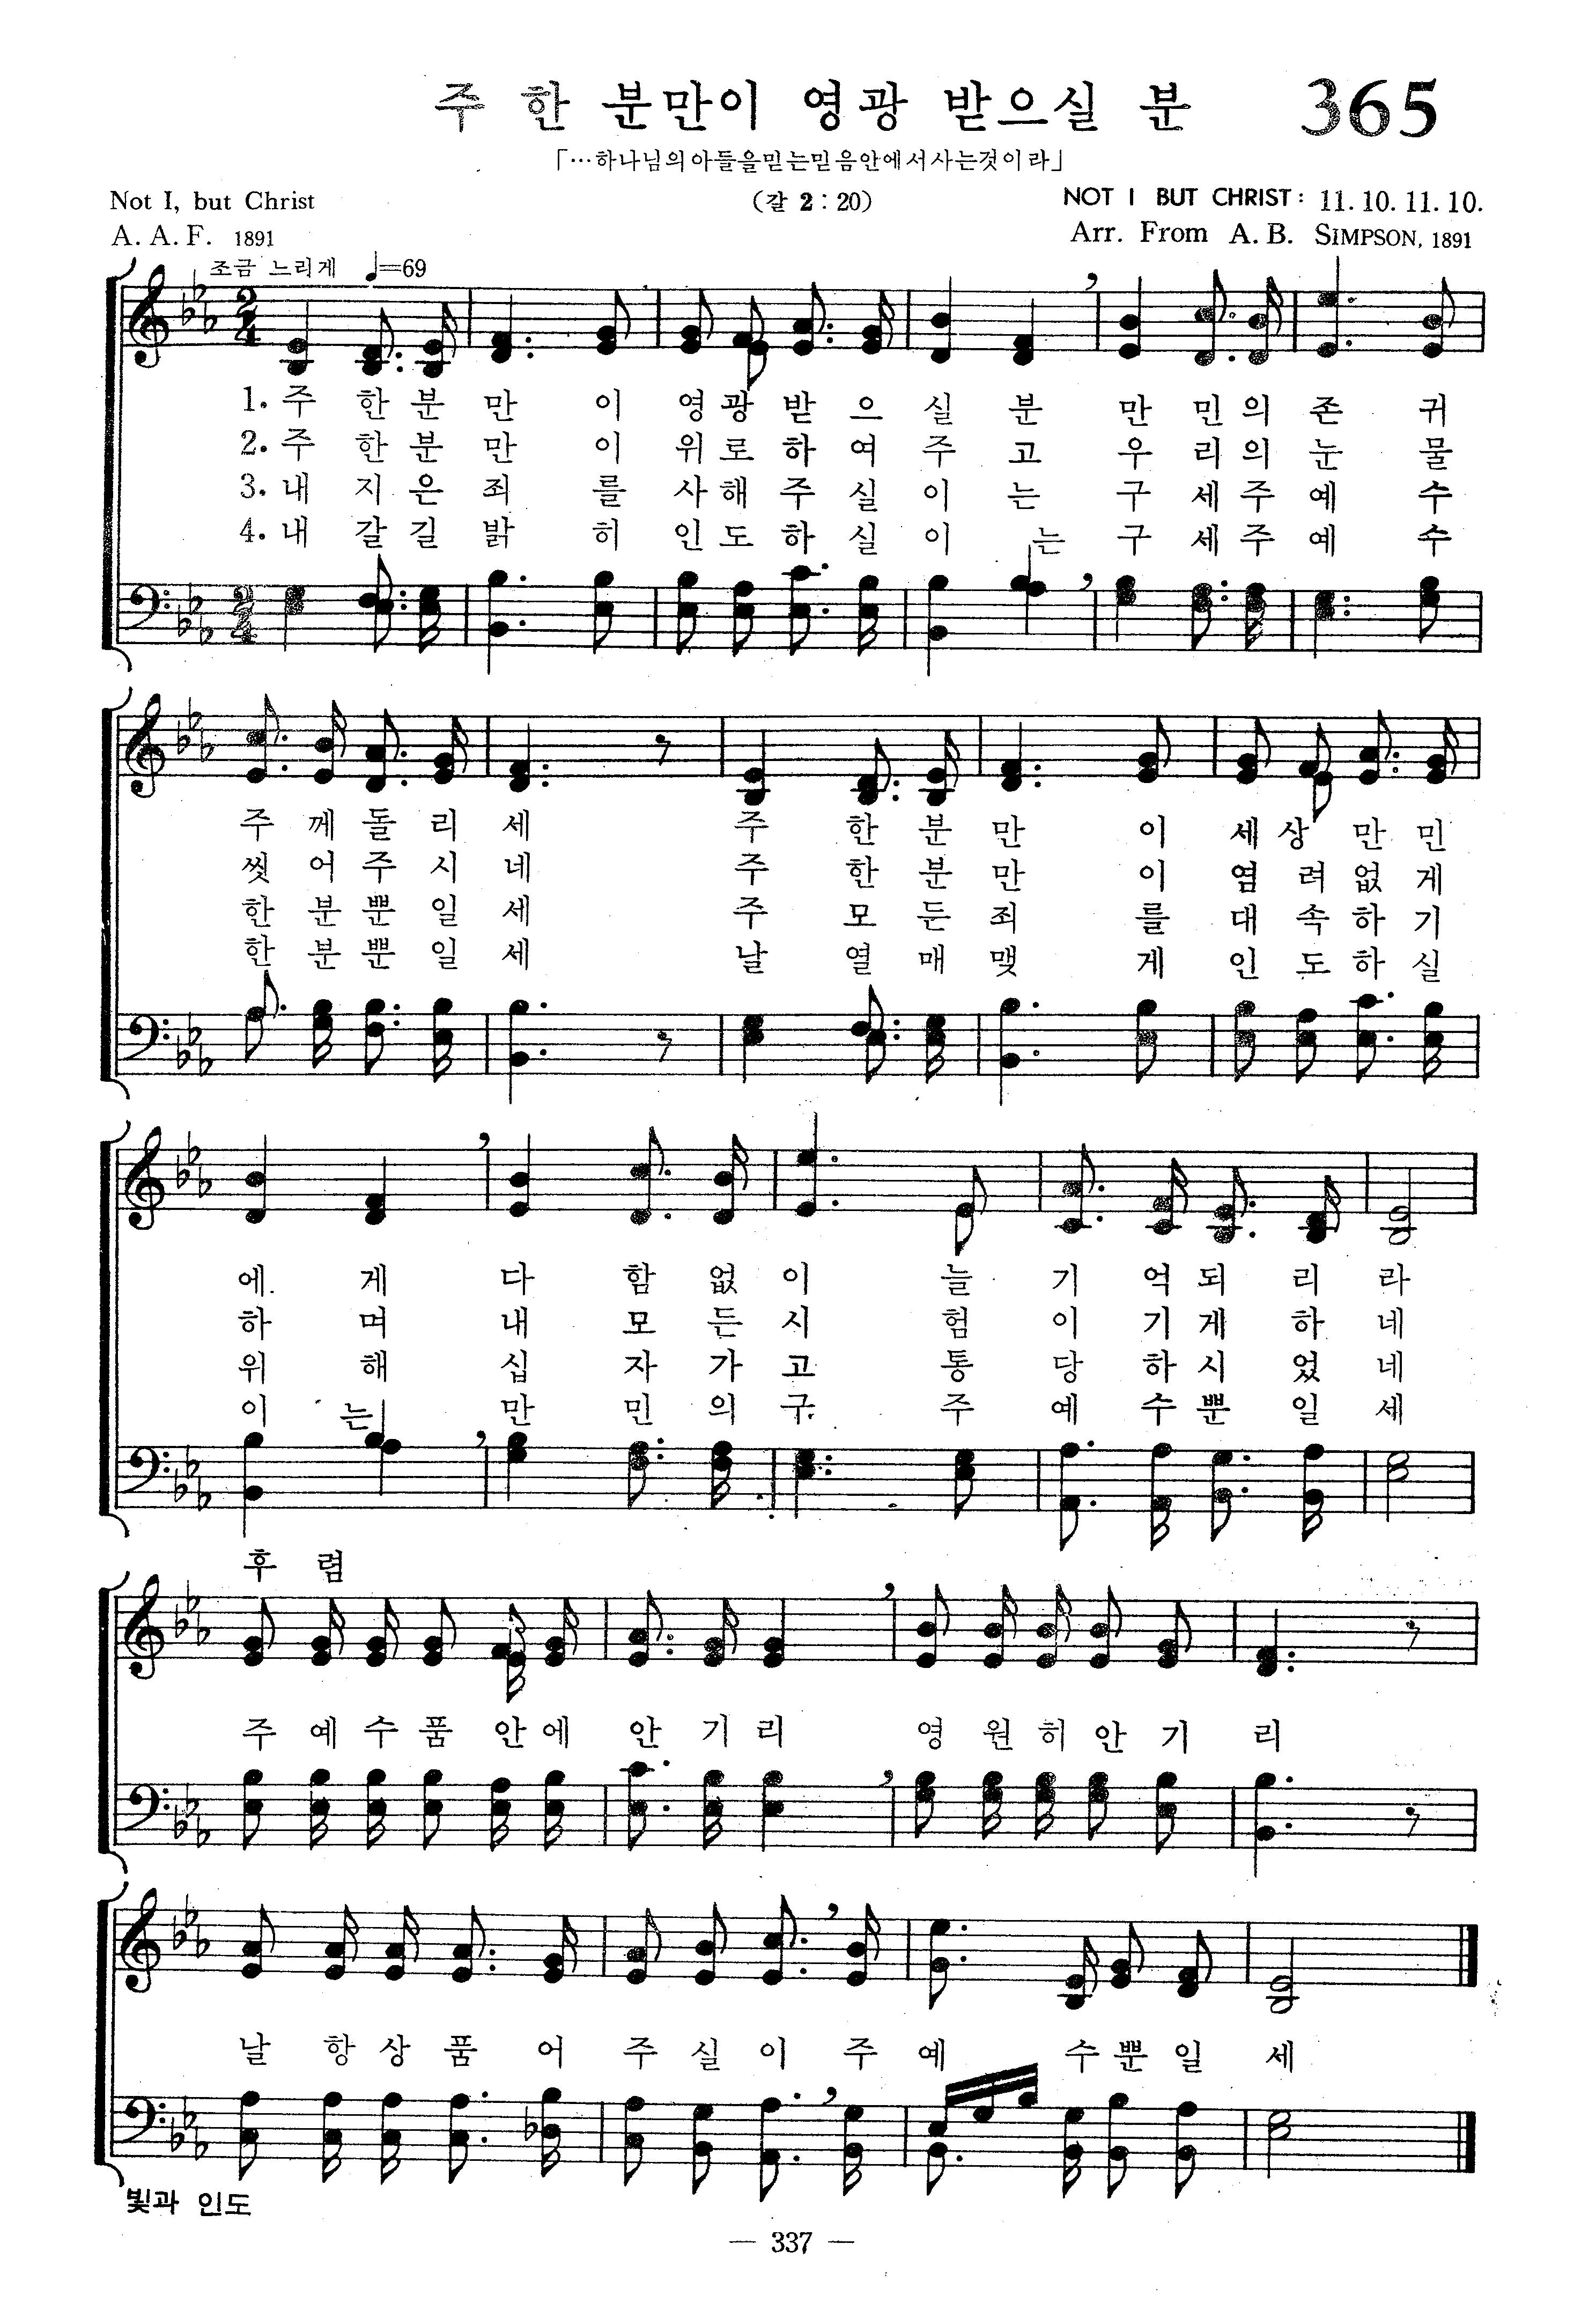 주 한 분만이 영광 받으실 분 365
「…하나님의아들을믿는믿음안에서사는것이라」
Not I, but Christ (갈 2 : 20) NOT I BUT CHRIST: 11. 10. 11. 10.
A. A. F. 1891 Arr. From A. B. SIMPSON, 1891
조금 느리게 ♩=69
1. 주 한 분 만 이 영 광 받 으 실 분 만 민 의 존 귀
2. 주 한 분 만 이 위 로 하 여 주 고 우 리 의 눈 물
3. 내 지 은 죄 를 사 해 주 실 이 는 구 세 주 예 수
4. 내 갈 길 밝 히 인 도 하 실 이 는 구 세 주 예 수
주 께 돌 리 세 주 한 분 만 이 세 상 만 민
씻 어 주 시 네 주 한 분 만 이 염 려 없 게
한 분 뿐 일 세 주 모 든 죄 를 대 속 하 기
한 분 뿐 일 세 날 열 매 맺 게 인 도 하 실
에 게 다 함 없 이 늘 기 억 되 리 라
하 며 내 모 든 시 험 이 기 게 하 네
위 해 십 자 가 고 통 당 하 시 었 네
이 는 만 민 의 구 주 예 수 뿐 일 세
후 렴
주 예 수 품 안 에 안 기 리 영 원 히 안 기 리
날 항 상 품 어 주 실 이 주 예 수 뿐 일 세
빛과 인도
— 337 —